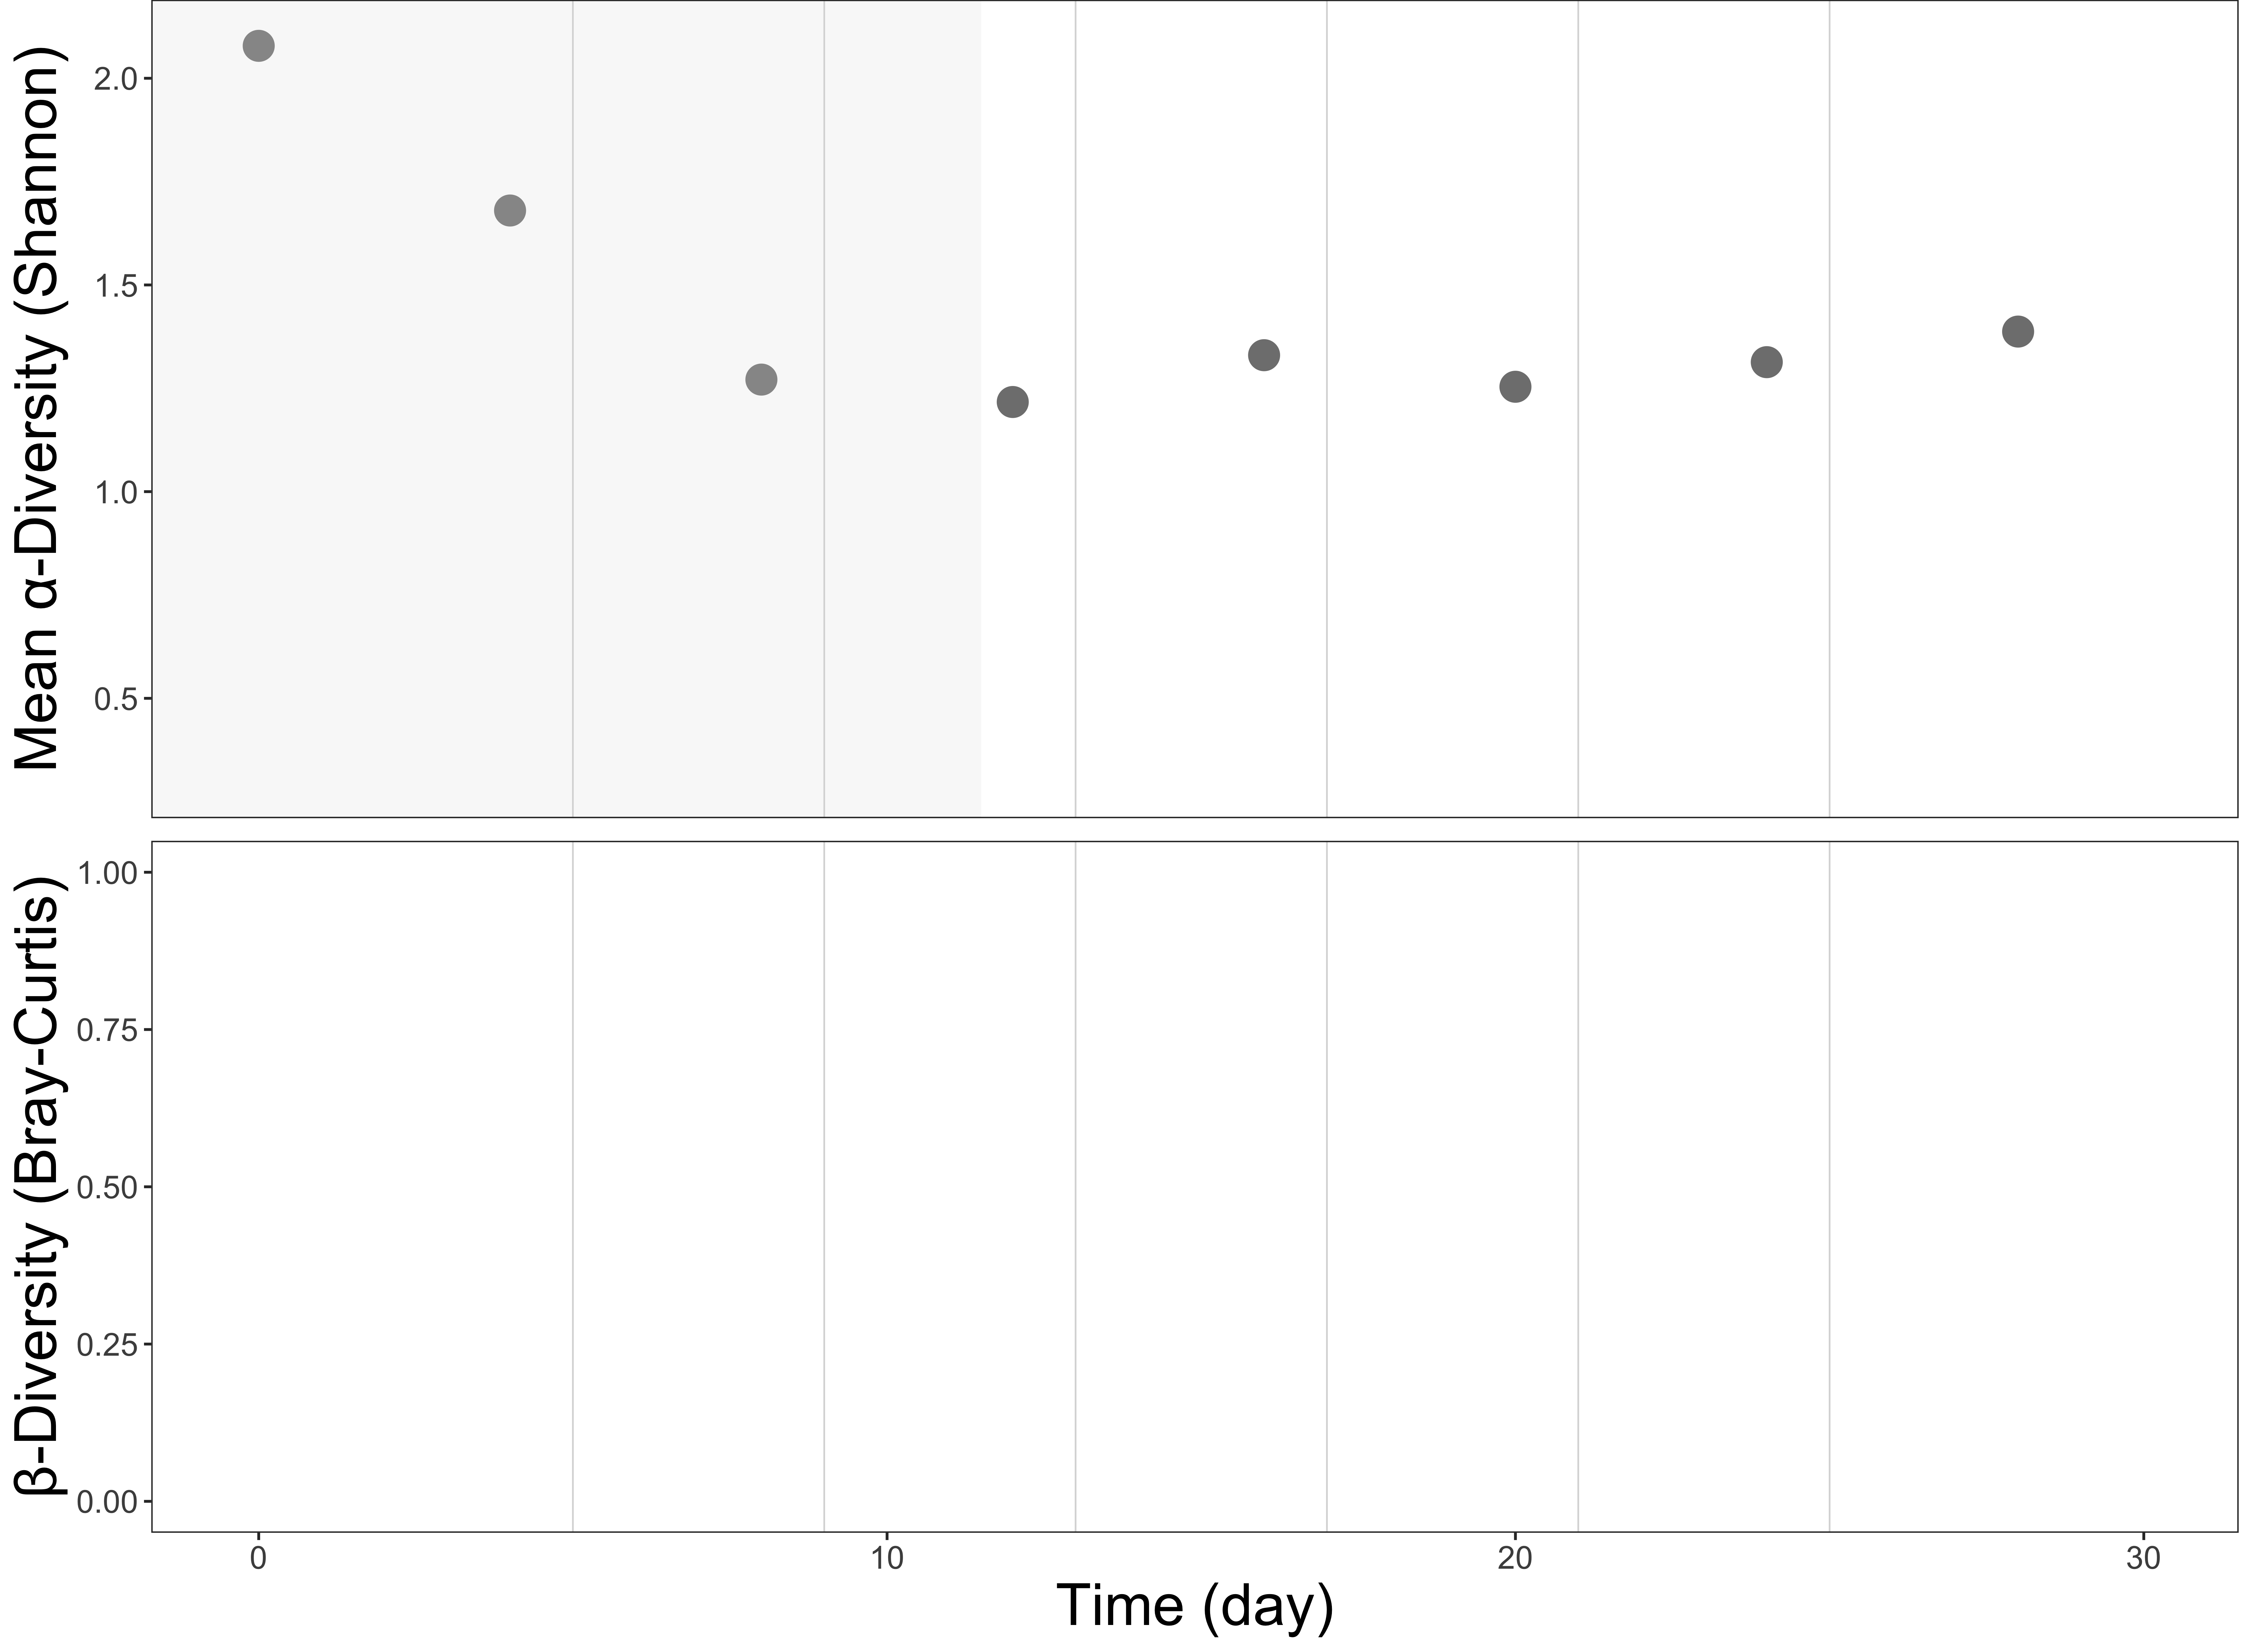 Mean α-Diversity (Shannon)
2.0
1.5
1.0
0.5
β-Diversity (Bray-Curtis)
1.00
0.75
0.50
0.25
0.00
0 10 20 30
Time (day)